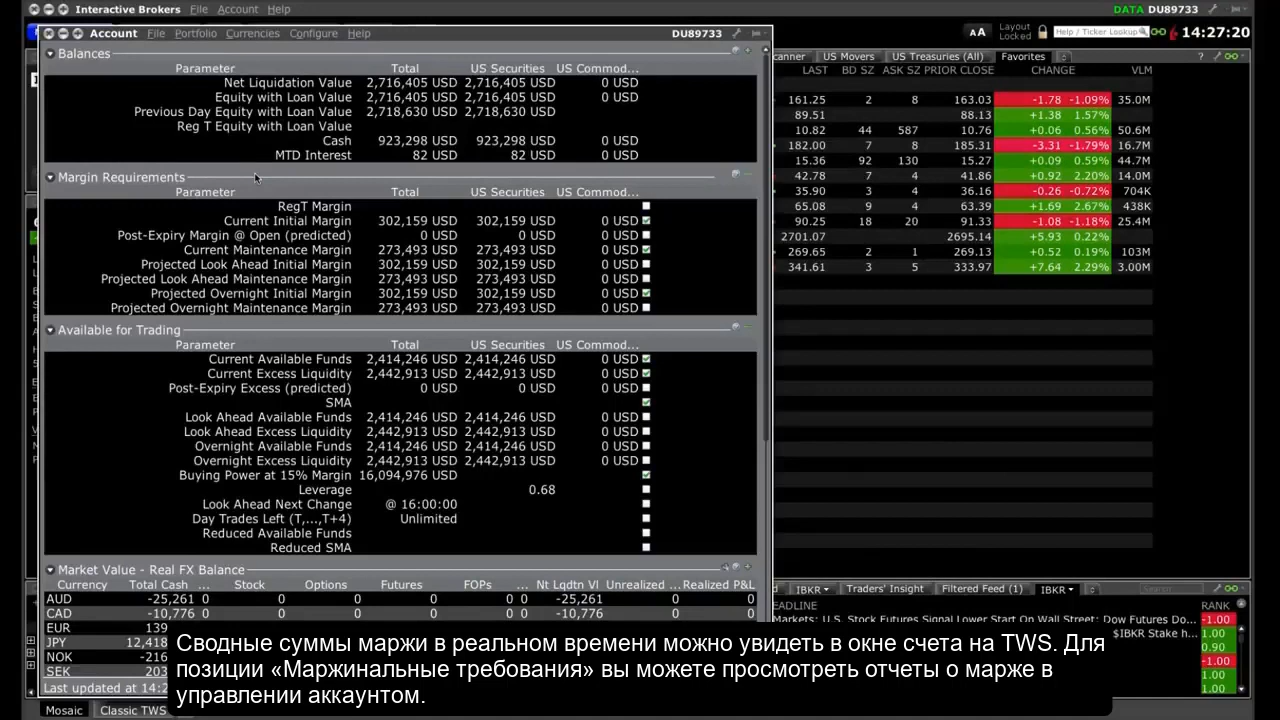 Interactive Brokers File Account Help DATA DU89733
Account File Portfolio Currencies Configure Help DU89733
AA Layout Locked Help / Ticker Lookup 14:27:20
Balances
Parameter Total US Securities US Commod...
Net Liquidation Value 2,716,405 USD 2,716,405 USD 0 USD
Equity with Loan Value 2,716,405 USD 2,716,405 USD 0 USD
Previous Day Equity with Loan Value 2,718,630 USD 2,718,630 USD
Reg T Equity with Loan Value
Cash 923,298 USD 923,298 USD 0 USD
MTD Interest 82 USD 82 USD 0 USD
Margin Requirements
Parameter Total US Securities US Commod...
RegT Margin
Current Initial Margin 302,159 USD 302,159 USD 0 USD
Post-Expiry Margin @ Open (predicted) 0 USD 0 USD 0 USD
Current Maintenance Margin 273,493 USD 273,493 USD 0 USD
Projected Look Ahead Initial Margin 302,159 USD 302,159 USD 0 USD
Projected Look Ahead Maintenance Margin 273,493 USD 273,493 USD 0 USD
Projected Overnight Initial Margin 302,159 USD 302,159 USD 0 USD
Projected Overnight Maintenance Margin 273,493 USD 273,493 USD 0 USD
Available for Trading
Parameter Total US Securities US Commod...
Current Available Funds 2,414,246 USD 2,414,246 USD 0 USD
Current Excess Liquidity 2,442,913 USD 2,442,913 USD 0 USD
Post-Expiry Excess (predicted) 0 USD 0 USD 0 USD
SMA
Look Ahead Available Funds 2,414,246 USD 2,414,246 USD 0 USD
Look Ahead Excess Liquidity 2,442,913 USD 2,442,913 USD 0 USD
Overnight Available Funds 2,414,246 USD 2,414,246 USD 0 USD
Overnight Excess Liquidity 2,442,913 USD 2,442,913 USD 0 USD
Buying Power at 15% Margin 16,094,976 USD
Leverage 0.68
Look Ahead Next Change @ 16:00:00
Day Trades Left (T,...,T+4) Unlimited
Reduced Available Funds
Reduced SMA
Market Value - Real FX Balance
Currency Total Cash ... Stock Options Futures FOPs ... Nt Lqdtn Vl Unrealized ... Realized P&L
AUD -25,261 0 0 0 0 0 0 -25,261 0 0
CAD -10,776 0 0 0 0 0 0 -10,776 0 0
EUR 139
JPY 12,418
NOK -216
SEK 203
Last updated at 14:2
Mosaic Classic TWS
canner US Movers US Treasuries (All) Favorites
LAST BD SZ ASK SZ PRIOR CLOSE CHANGE VLM
161.25 2 8 163.03 -1.78 -1.09% 35.0M
89.51 88.13 +1.38 1.57%
10.82 44 587 10.76 +0.06 0.56% 50.6M
182.00 7 8 185.31 -3.31 -1.79% 16.7M
15.36 92 130 15.27 +0.09 0.59% 44.7M
42.78 7 4 41.86 +0.92 2.20% 14.0M
35.90 3 4 36.16 -0.26 -0.72% 704K
65.08 9 4 63.39 +1.69 2.67% 438K
90.25 18 20 91.33 -1.08 -1.18% 25.4M
2701.07 2695.14 +5.93 0.22%
269.65 2 1 269.13 +0.52 0.19% 103M
341.61 3 5 333.97 +7.64 2.29% 3.00M
IBKR Traders' Insight Filtered Feed (1) IBKR Search
EADLINE RANK
Markets: U.S. Stock Futures Signal Lower Start On Wall Street: Dow Futures Do... -1.00
$IBKR Stake h... 1.00
0.90
-1.00
1.00
1.00
Сводные суммы маржи в реальном времени можно увидеть в окне счета на TWS. Для
позиции «Маржинальные требования» вы можете просмотреть отчеты о марже в
управлении аккаунтом.